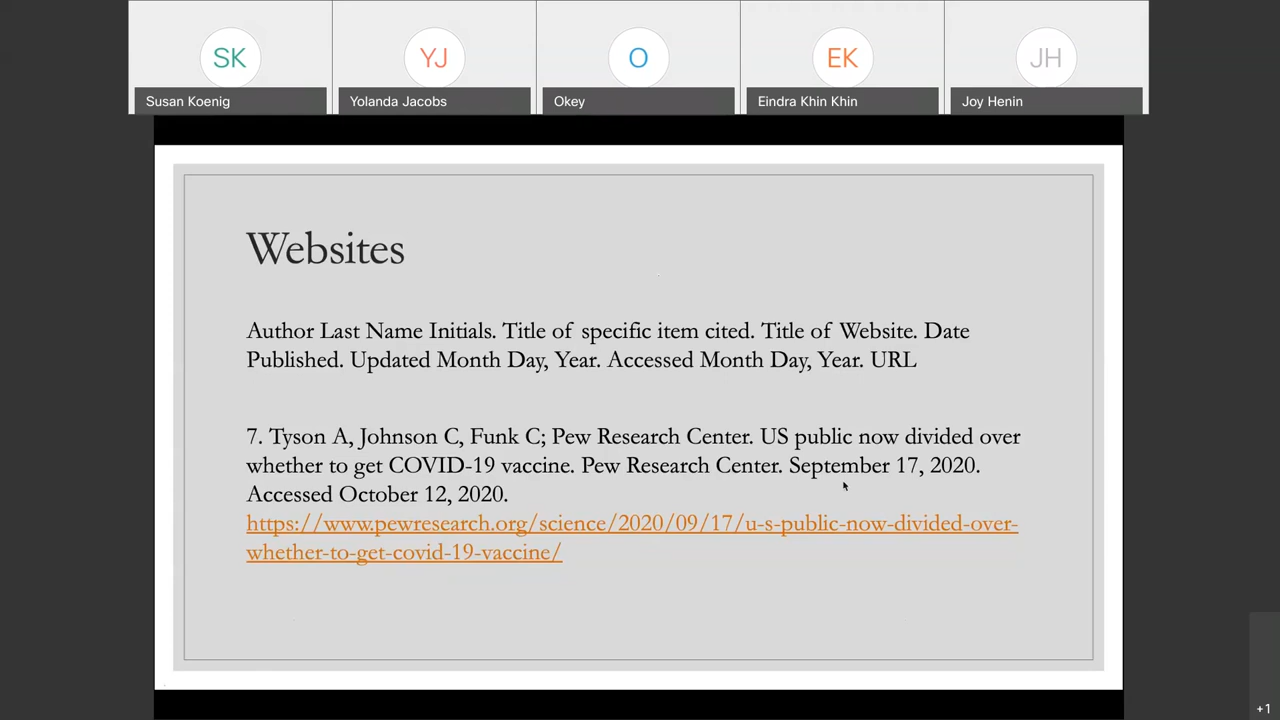 SK YJ O EK JH
Susan Koenig Yolanda Jacobs Okey Eindra Khin Khin Joy Henin
Websites
Author Last Name Initials. Title of specific item cited. Title of Website. Date
Published. Updated Month Day, Year. Accessed Month Day, Year. URL
7. Tyson A, Johnson C, Funk C; Pew Research Center. US public now divided over
whether to get COVID-19 vaccine. Pew Research Center. September 17, 2020.
Accessed October 12, 2020.
https://www.pewresearch.org/science/2020/09/17/u-s-public-now-divided-over-
whether-to-get-covid-19-vaccine/
+1